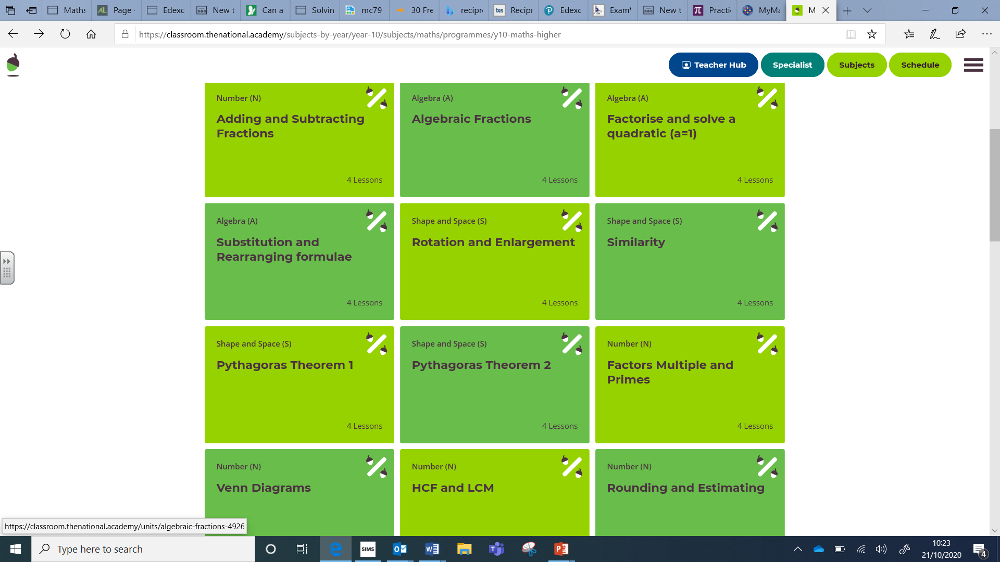 Maths
AL Page
Edexc
New t
Can a
Solvin
mc79
30 Fre
recipr
tes Recipr
Edexc
Exam
New t
Practi
MyMa
M
https://classroom.thenational.academy/subjects-by-year/year-10/subjects/maths/programmes/y10-maths-higher
Teacher Hub
Specialist
Subjects
Schedule
Number (N)
Adding and Subtracting
Fractions
4 Lessons
Algebra (A)
Algebraic Fractions
4 Lessons
Algebra (A)
Factorise and solve a
quadratic (a=1)
4 Lessons
Algebra (A)
Substitution and
Rearranging formulae
4 Lessons
Shape and Space (S)
Rotation and Enlargement
4 Lessons
Shape and Space (S)
Similarity
4 Lessons
Shape and Space (S)
Pythagoras Theorem 1
4 Lessons
Shape and Space (S)
Pythagoras Theorem 2
4 Lessons
Number (N)
Factors Multiple and
Primes
4 Lessons
Number (N)
Venn Diagrams
Number (N)
HCF and LCM
Number (N)
Rounding and Estimating
https://classroom.thenational.academy/units/algebraic-fractions-4926
Type here to search
SIMS
10:23
21/10/2020
4